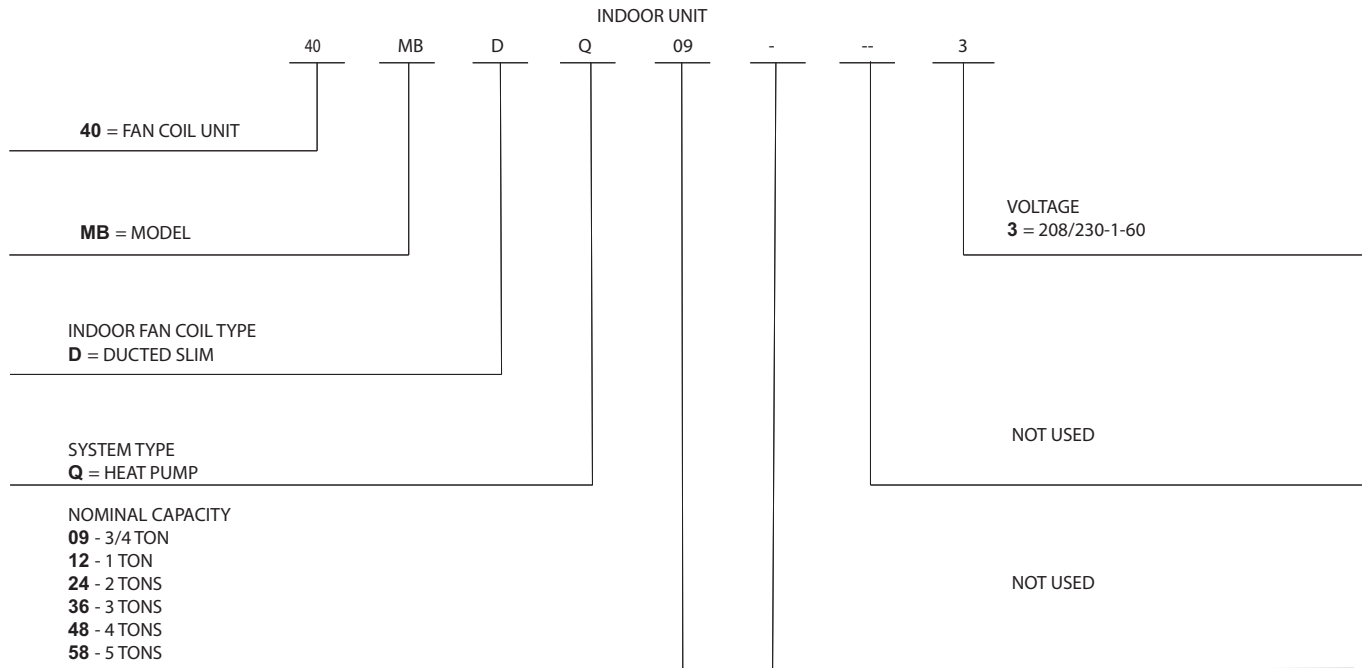 INDOOR UNIT
40 MB D Q 09 - -- 3
40 = FAN COIL UNIT
MB = MODEL
VOLTAGE
3 = 208/230-1-60
INDOOR FAN COIL TYPE
D = DUCTED SLIM
SYSTEM TYPE
Q = HEAT PUMP
NOT USED
NOMINAL CAPACITY
09 - 3/4 TON
12 - 1 TON
24 - 2 TONS
36 - 3 TONS
48 - 4 TONS
58 - 5 TONS
NOT USED